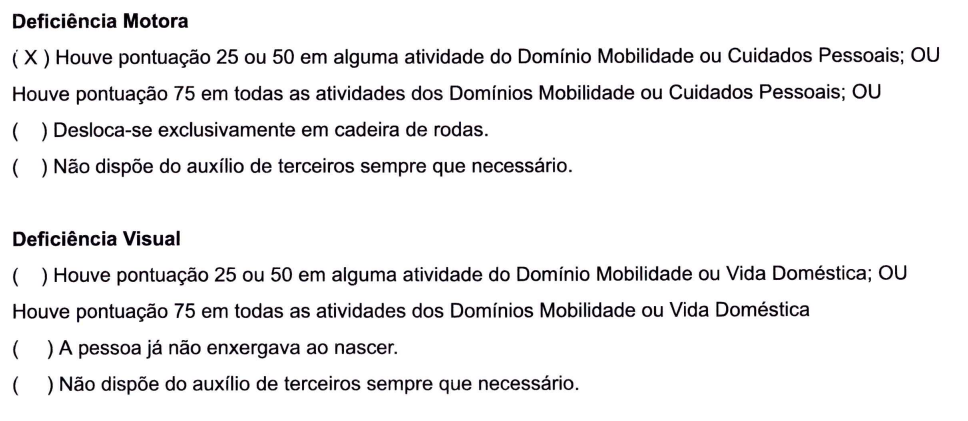 Deficiência Motora
( X ) Houve pontuação 25 ou 50 em alguma atividade do Domínio Mobilidade ou Cuidados Pessoais; OU
Houve pontuação 75 em todas as atividades dos Domínios Mobilidade ou Cuidados Pessoais; OU
(    ) Desloca-se exclusivamente em cadeira de rodas.
(    ) Não dispõe do auxílio de terceiros sempre que necessário.
Deficiência Visual
(    ) Houve pontuação 25 ou 50 em alguma atividade do Domínio Mobilidade ou Vida Doméstica; OU
Houve pontuação 75 em todas as atividades dos Domínios Mobilidade ou Vida Doméstica
(    ) A pessoa já não enxergava ao nascer.
(    ) Não dispõe do auxílio de terceiros sempre que necessário.